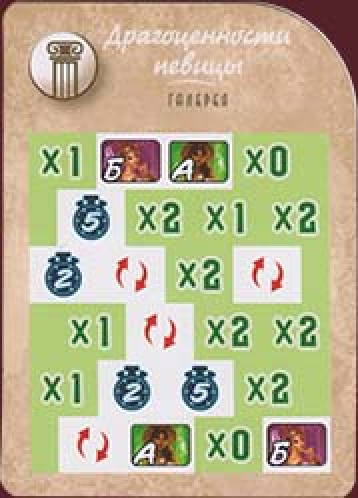 Драгоценности
певицы
ГАЛЕРЕЯ
X1 Б А X0
5 X2 X1 X2
2 X2
X1 X2 X2
X1 2 5 X2
А X0 Б